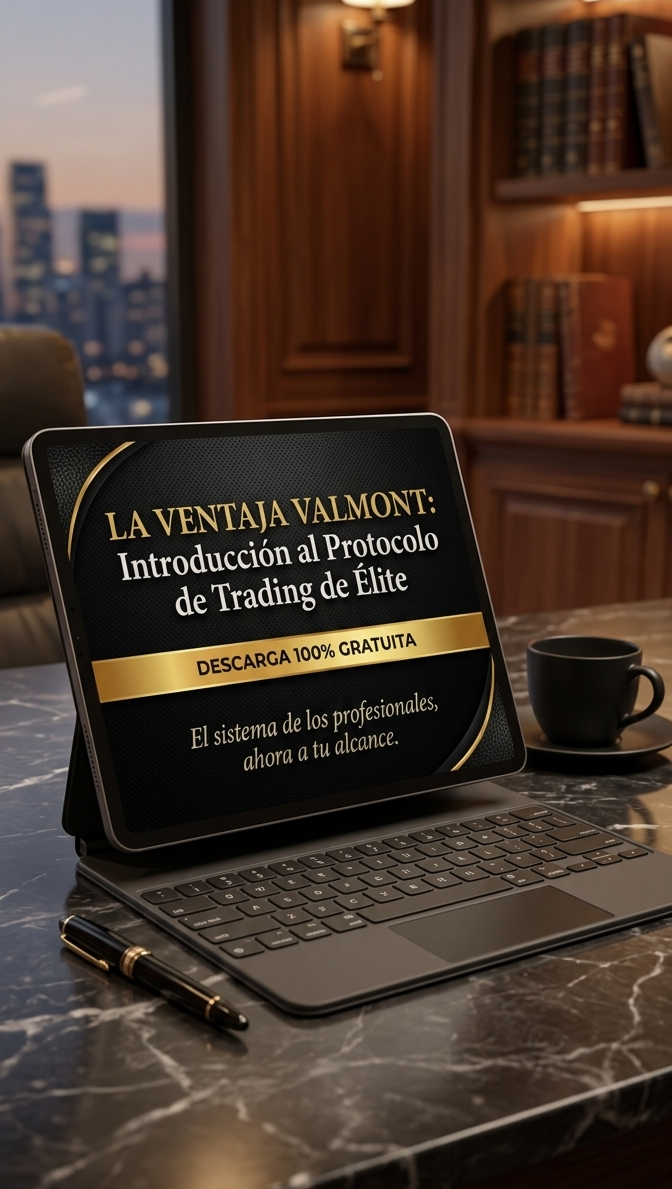 LA VENTAJA VALMONT:
Introducción al Protocolo
de Trading de Élite
DESCARGA 100% GRATUITA
El sistema de los profesionales,
ahora a tu alcance.